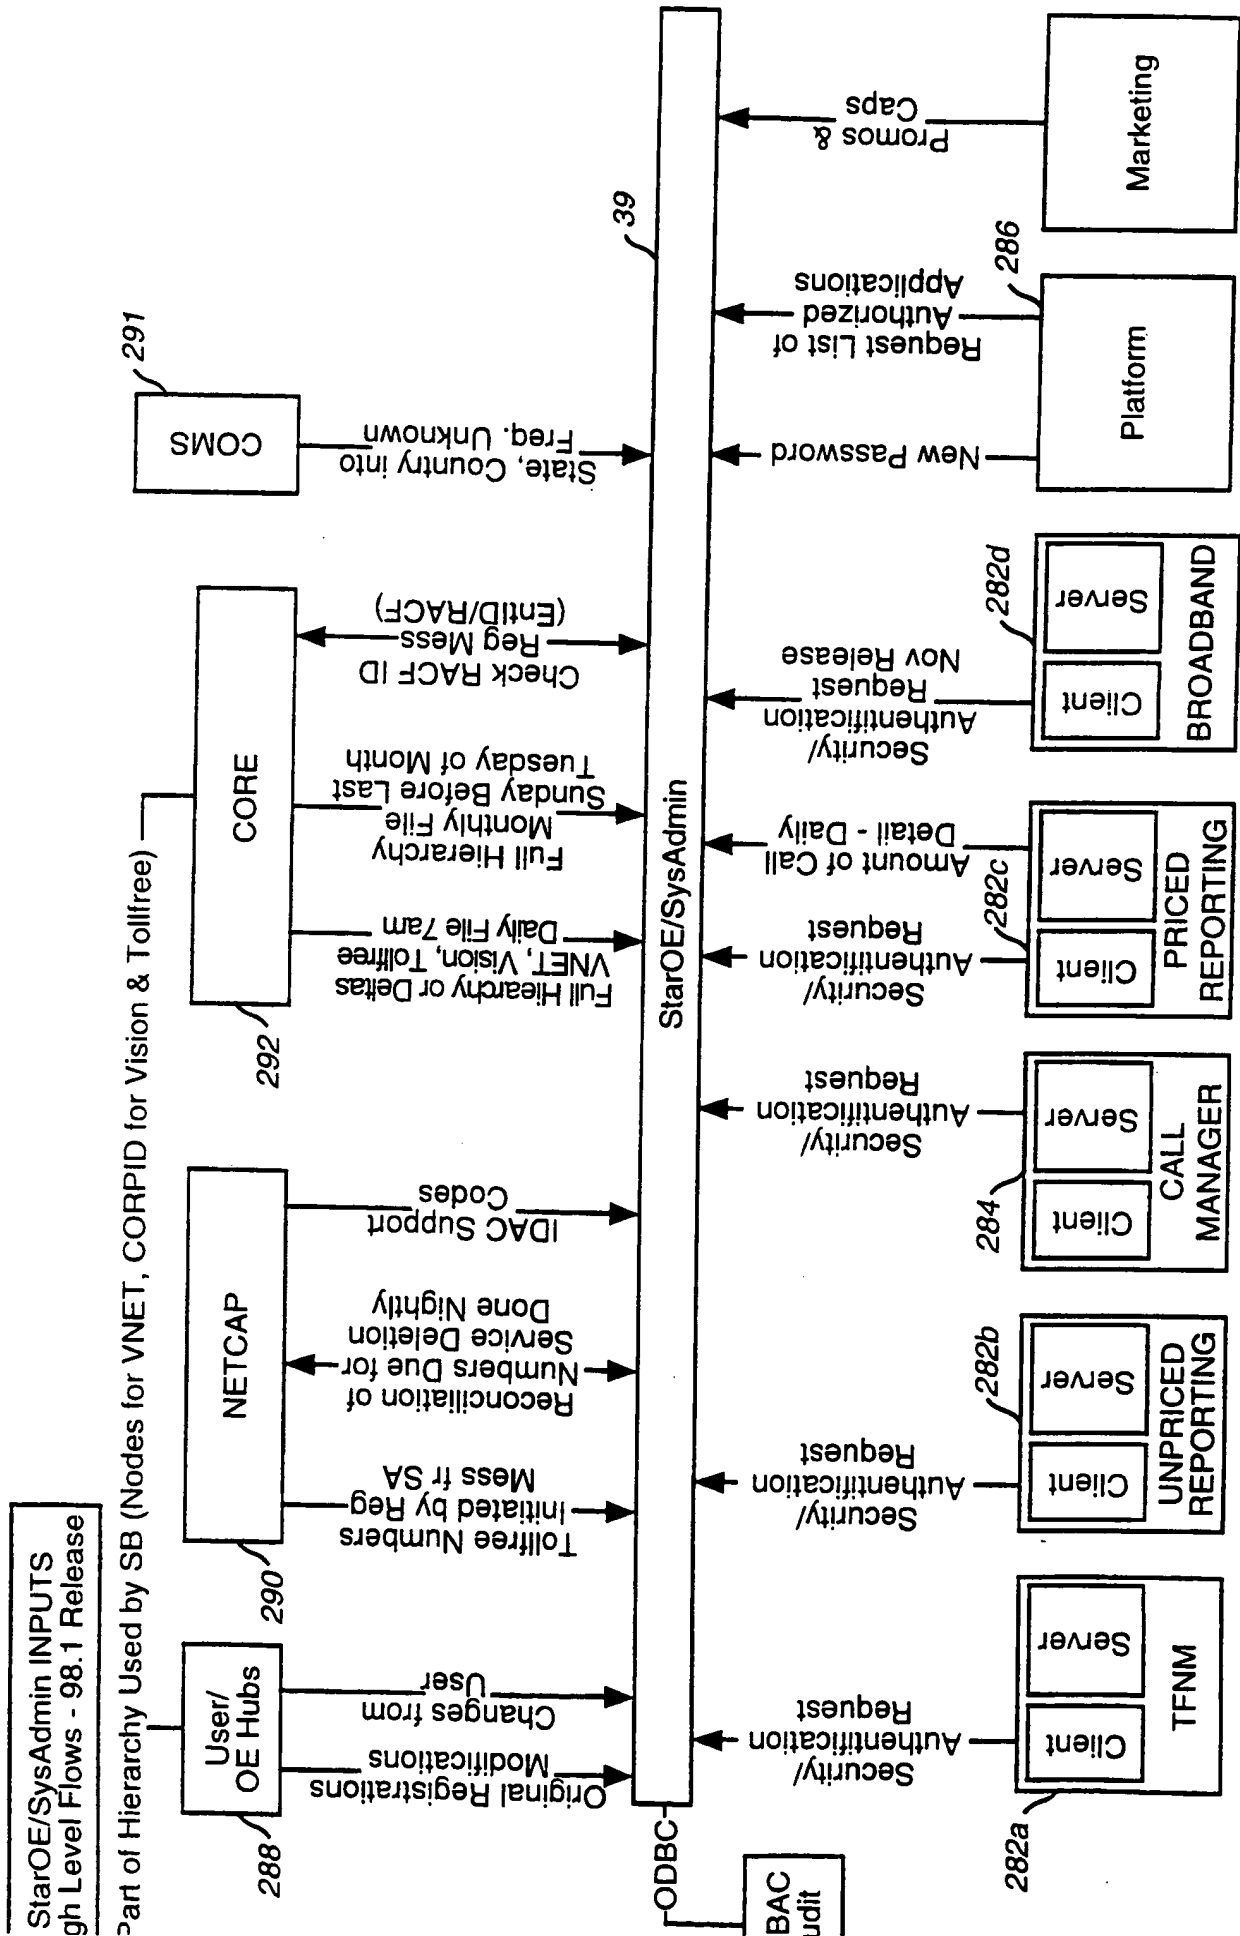 StarOE/SysAdmin INPUTS
gh Level Flows - 98.1 Release
Part of Hierarchy Used by SB (Nodes for VNET, CORPID for Vision & Tollfree)
User/
OE Hubs
288
NETCAP
290
CORE
292
COMS
291
Original Registrations
Modifications
Changes from
User
Tollfree Numbers
Initiated by Reg
Mess fr SA
Reconciliation of
Numbers Due for
Service Deletion
Done Nightly
IDAC Support
Codes
Full Hiearchy or Deltas
VNET, Vision, Tollfree
Daily File 7am
Full Hierarchy
Monthly File
Sunday Before Last
Tuesday of Month
Check RACF ID
Reg Mess
(EntID/RACF)
State, Country into
Freq. Unknown
39
ODBC
StarOE/SysAdmin
BAC
udit
Security/
Authentification
Request
Security/
Authentification
Request
Security/
Authentification
Request
Security/
Authentification
Request
Amount of Call
Detail - Daily
Security/
Authentification
Request
Nov Release
New Password
Request List of
Authorized
Applications
Promos &
Caps
282a
Client
Server
TFNM
282b
Client
Server
UNPRICED
REPORTING
284
Client
Server
CALL
MANAGER
282c
Client
Server
PRICED
REPORTING
282d
Client
Server
BROADBAND
286
Platform
Marketing